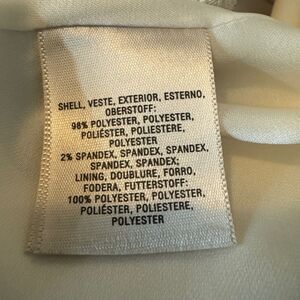 SHELL, VESTE, EXTERIOR, ESTERNO,
OBERSTOFF:
98% POLYESTER, POLYESTER,
POLIÉSTER, POLIESTERE,
POLYESTER
2% SPANDEX, SPANDEX, SPANDEX,
SPANDEX, SPANDEX;
LINING, DOUBLURE, FORRO,
FODERA, FUTTERSTOFF:
100% POLYESTER, POLYESTER,
POLIÉSTER, POLIESTERE,
POLYESTER